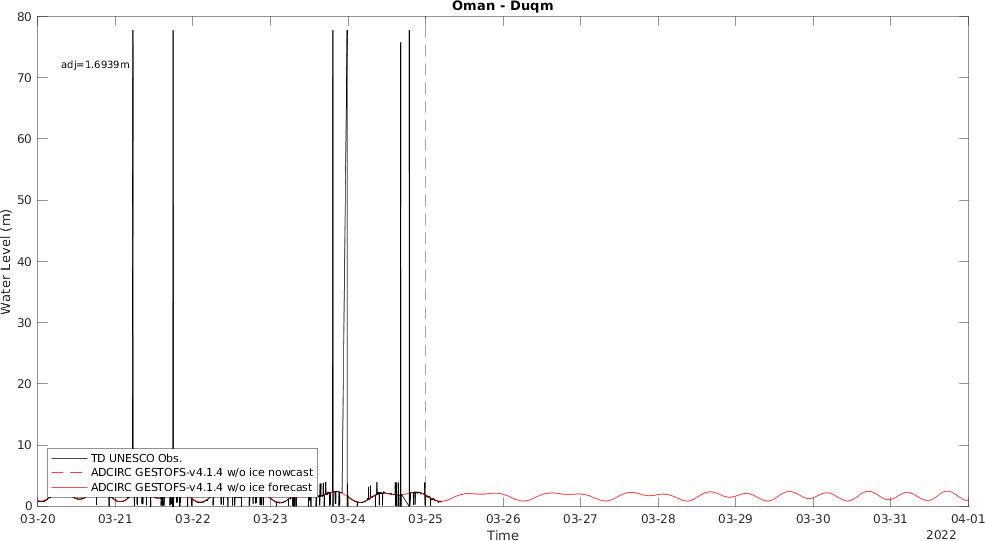 Oman - Duqm
80
70
60
50
40
30
20
10
0
Water Level (m)
adj=1.6939m
TD UNESCO Obs.
ADCIRC GESTOFS-v4.1.4 w/o ice nowcast
ADCIRC GESTOFS-v4.1.4 w/o ice forecast
03-20 03-21 03-22 03-23 03-24 03-25 03-26 03-27 03-28 03-29 03-30 03-31 04-01
Time
2022